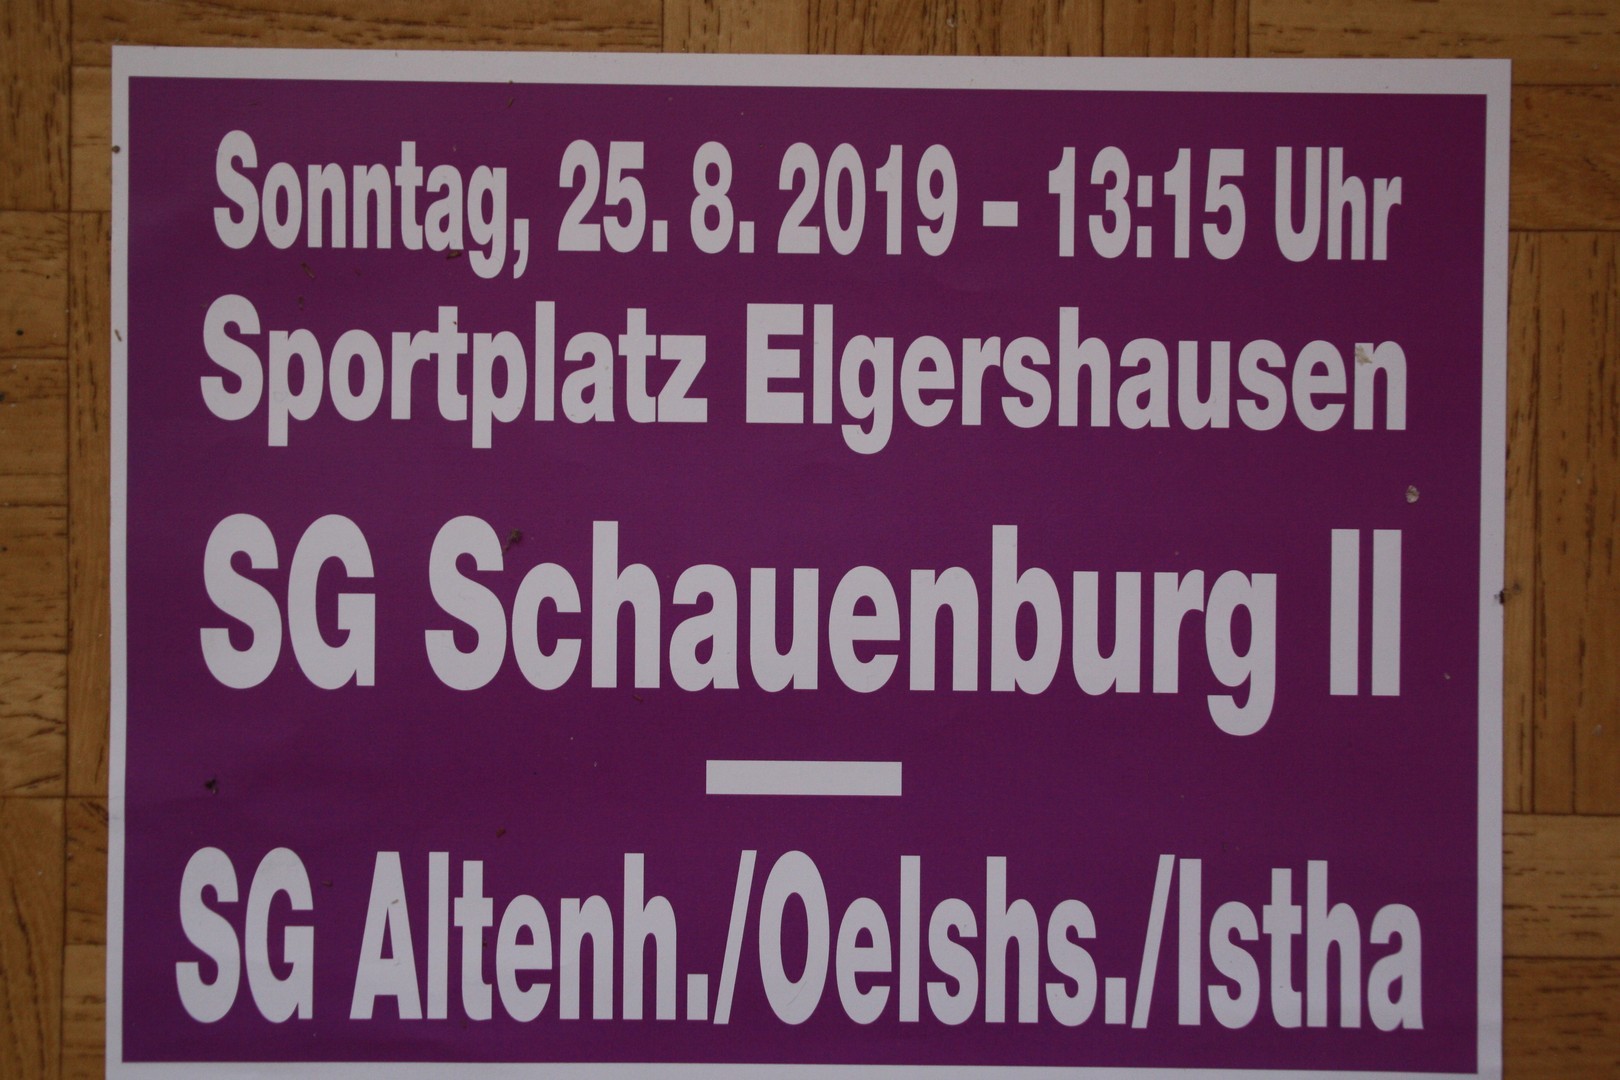 Sonntag, 25. 8. 2019 – 13:15 Uhr
Sportplatz Elgershausen
SG Schauenburg II
—
SG Altenh./Oelshs./Istha